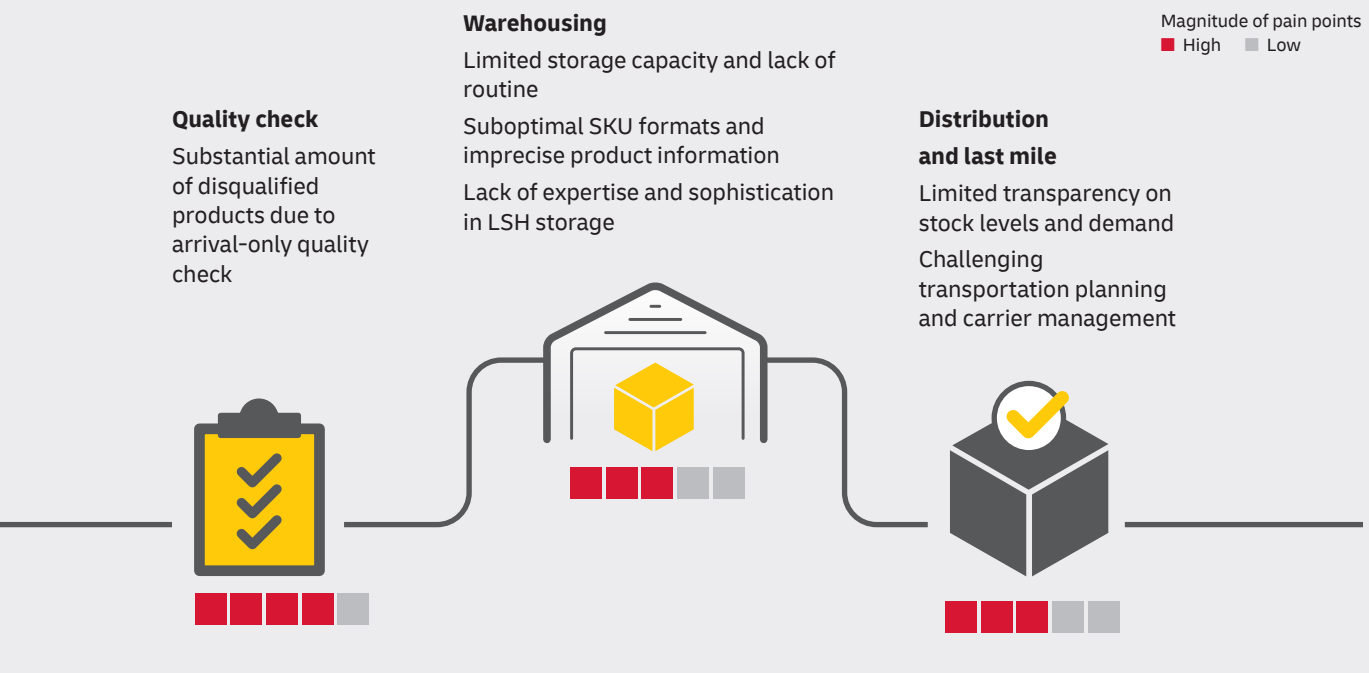 Quality check
Substantial amount
of disqualified
products due to
arrival-only quality
check
Warehousing
Limited storage capacity and lack of
routine
Suboptimal SKU formats and
imprecise product information
Lack of expertise and sophistication
in LSH storage
Distribution
and last mile
Limited transparency on
stock levels and demand
Challenging
transportation planning
and carrier management
Magnitude of pain points
High Low